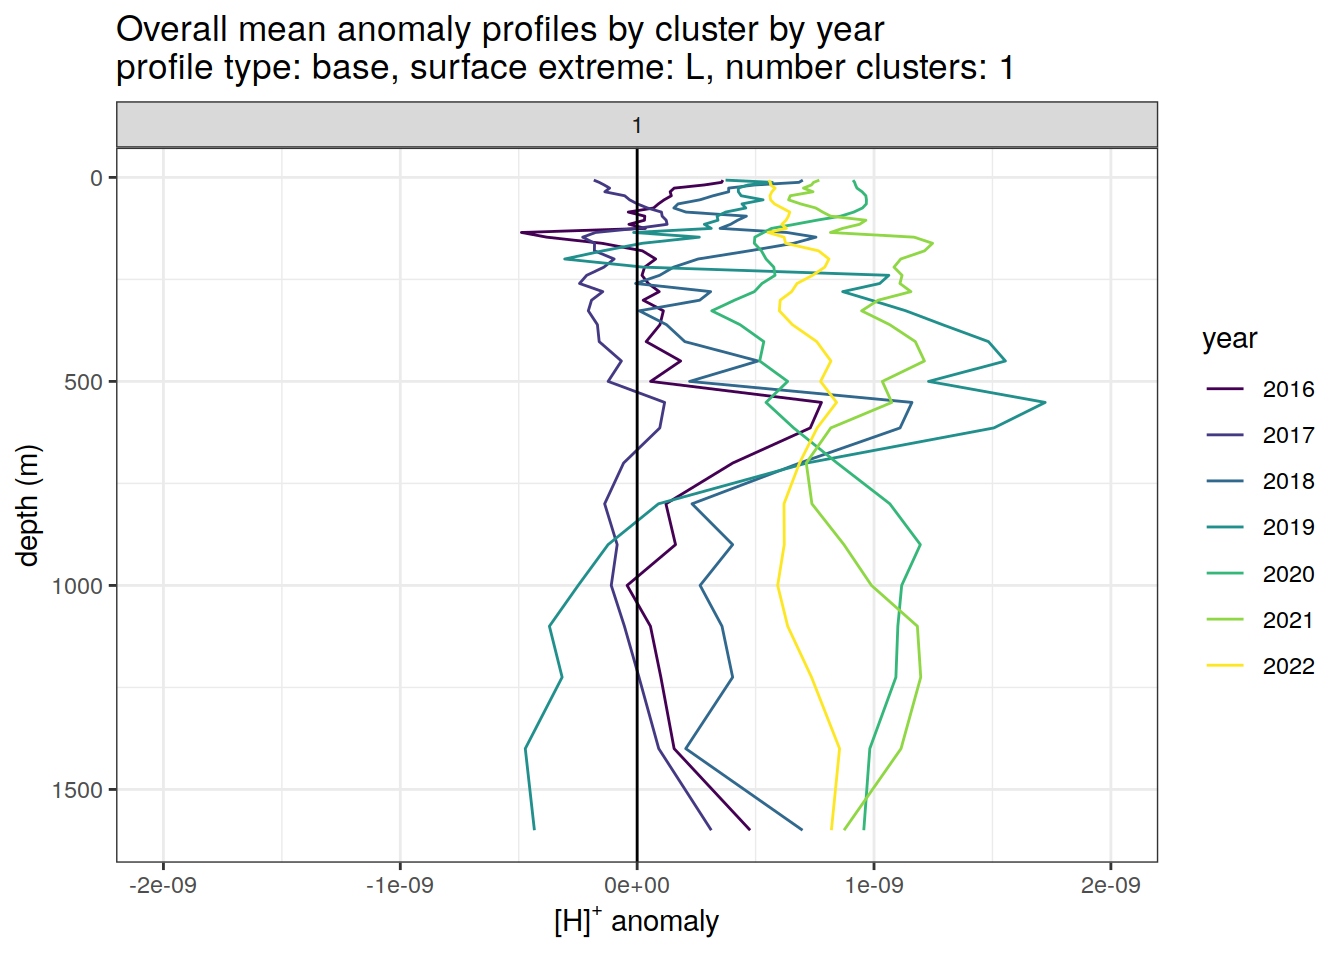 Overall mean anomaly profiles by cluster by year
profile type: base, surface extreme: L, number clusters: 1
1
0
500
1000
1500
depth (m)
-2e-09
-1e-09
0e+00
1e-09
2e-09
[H]⁺ anomaly
year
2016
2017
2018
2019
2020
2021
2022